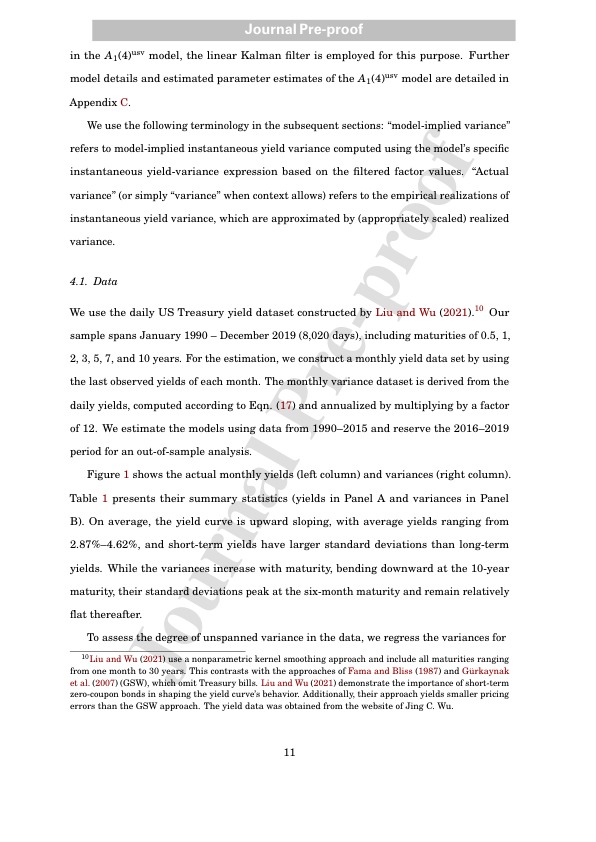 Journal Pre-proof
in the A1(4)usv model, the linear Kalman filter is employed for this purpose. Further
model details and estimated parameter estimates of the A1(4)usv model are detailed in
Appendix C.
We use the following terminology in the subsequent sections: “model-implied variance”
refers to model-implied instantaneous yield variance computed using the model’s specific
instantaneous yield-variance expression based on the filtered factor values. “Actual
variance” (or simply “variance” when context allows) refers to the empirical realizations of
instantaneous yield variance, which are approximated by (appropriately scaled) realized
variance.
4.1. Data
We use the daily US Treasury yield dataset constructed by Liu and Wu (2021).10 Our
sample spans January 1990 – December 2019 (8,020 days), including maturities of 0.5, 1,
2, 3, 5, 7, and 10 years. For the estimation, we construct a monthly yield data set by using
the last observed yields of each month. The monthly variance dataset is derived from the
daily yields, computed according to Eqn. (17) and annualized by multiplying by a factor
of 12. We estimate the models using data from 1990–2015 and reserve the 2016–2019
period for an out-of-sample analysis.
Figure 1 shows the actual monthly yields (left column) and variances (right column).
Table 1 presents their summary statistics (yields in Panel A and variances in Panel
B). On average, the yield curve is upward sloping, with average yields ranging from
2.87%–4.62%, and short-term yields have larger standard deviations than long-term
yields. While the variances increase with maturity, bending downward at the 10-year
maturity, their standard deviations peak at the six-month maturity and remain relatively
flat thereafter.
To assess the degree of unspanned variance in the data, we regress the variances for
10Liu and Wu (2021) use a nonparametric kernel smoothing approach and include all maturities ranging
from one month to 30 years. This contrasts with the approaches of Fama and Bliss (1987) and Gürkaynak
et al. (2007) (GSW), which omit Treasury bills. Liu and Wu (2021) demonstrate the importance of short-term
zero-coupon bonds in shaping the yield curve’s behavior. Additionally, their approach yields smaller pricing
errors than the GSW approach. The yield data was obtained from the website of Jing C. Wu.
11
Journal Pre-proof